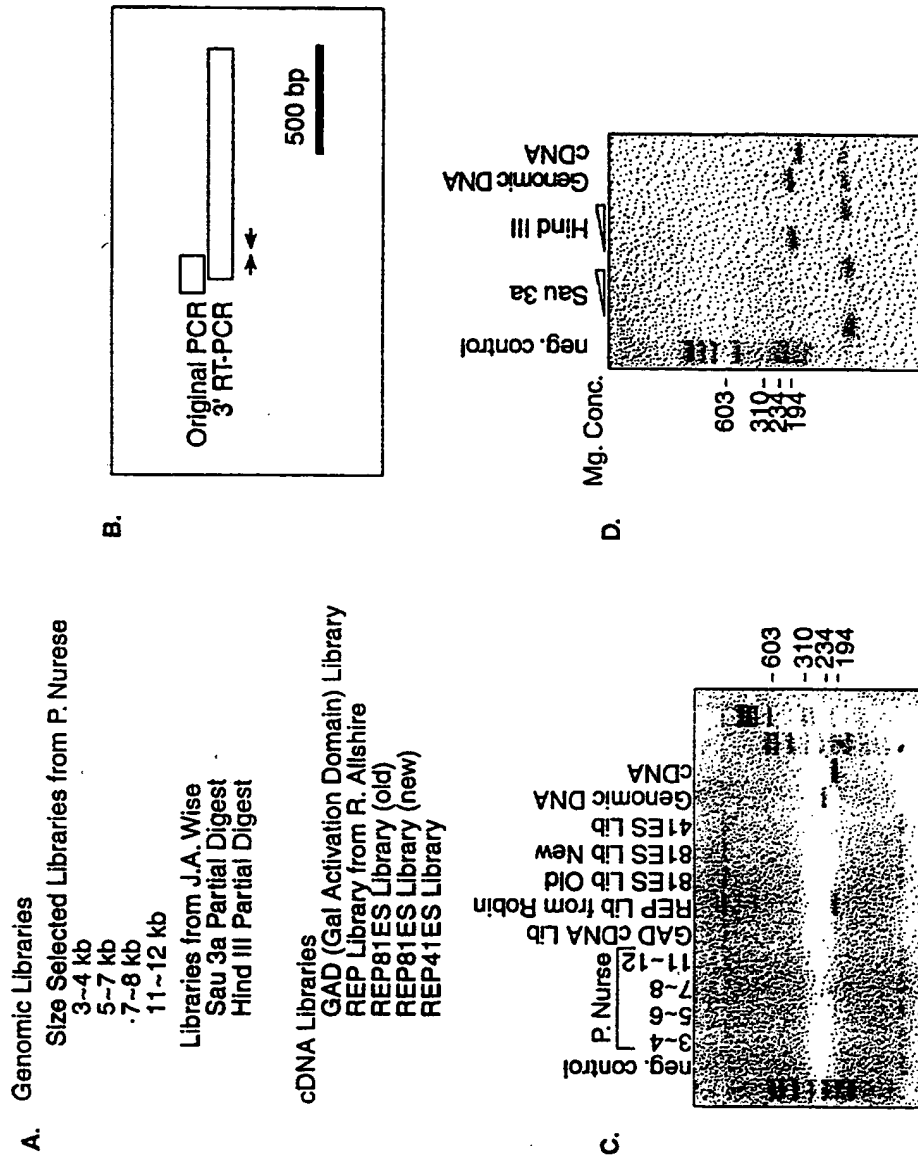 A.
Genomic Libraries
Size Selected Libraries from P. Nurese
3~4 kb
5~7 kb
7~8 kb
11~12 kb
Libraries from J.A. Wise
Sau 3a Partial Digest
Hind III Partial Digest
cDNA Libraries
GAD (Gal Activation Domain) Library
REP Library from R. Allshire
REP81ES Library (old)
REP81ES Library (new)
REP41ES Library
B.
Original PCR
3' RT-PCR
500 bp
C.
neg. control
P. Nurse
3~4
5~6
7~8
11~12
GAD cDNA Lib
REP Lib from Robin
81ES Lib Old
81ES Lib New
41ES Lib
Genomic DNA
cDNA
-603
-310
-234
-194
D.
Mg. Conc.
neg. control
Sau 3a
Hind III
Genomic DNA
cDNA
603-
310-
234-
194-